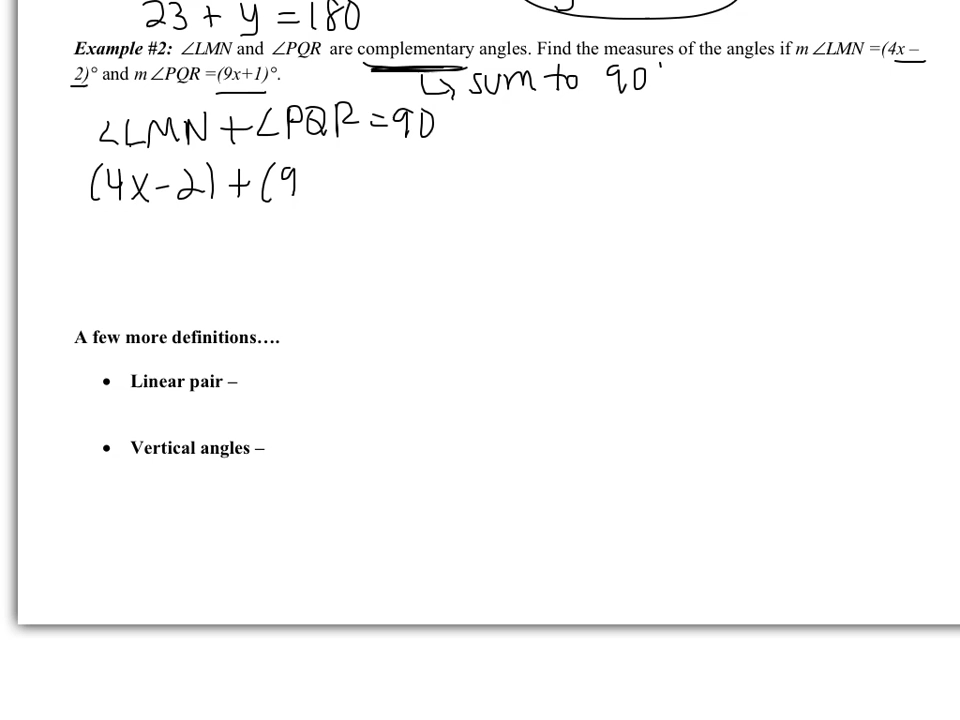 23 + y = 180
Example #2: ∠LMN and ∠PQR are complementary angles. Find the measures of the angles if m ∠LMN =(4x –
2)° and m ∠PQR =(9x+1)°.
↳ sum to 90°
∠LMN + ∠PQR = 90
(4x-2) + (9
A few more definitions….
• Linear pair –
• Vertical angles –